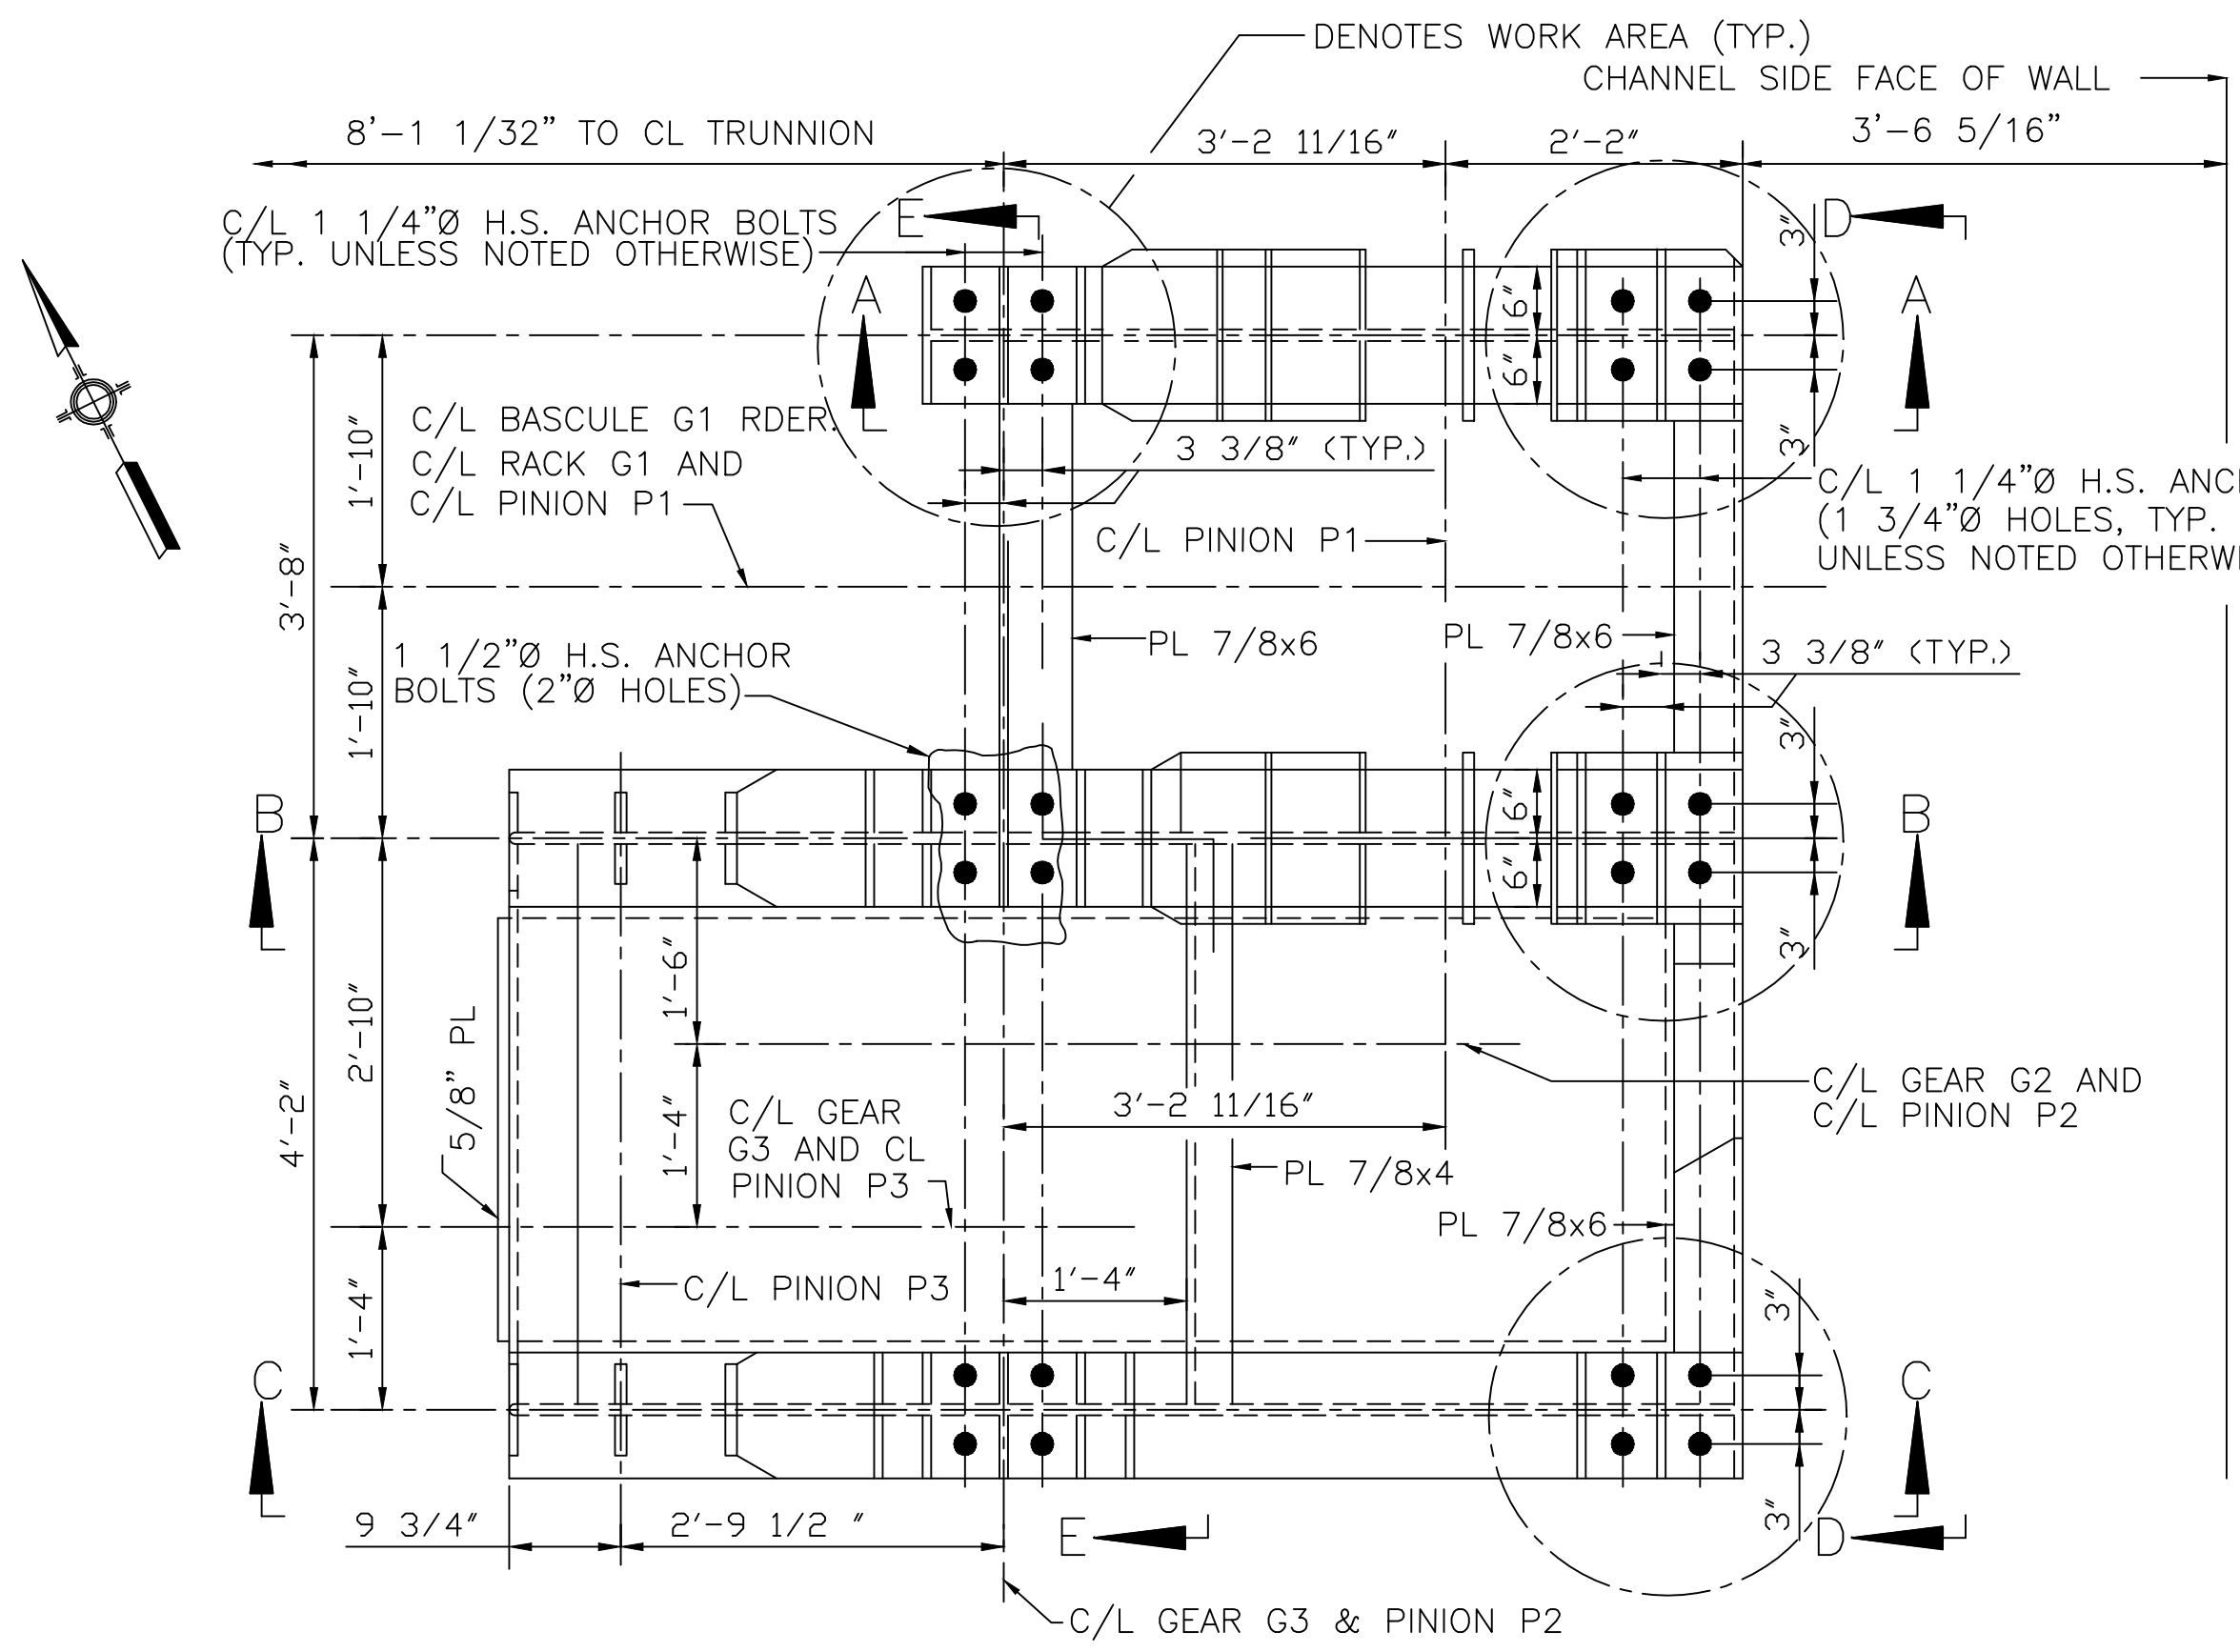 DENOTES WORK AREA (TYP.)
CHANNEL SIDE FACE OF WALL
8'-1 1/32" TO CL TRUNNION
3'-2 11/16"
2'-2"
3'-6 5/16"
C/L 1 1/4"Ø H.S. ANCHOR BOLTS
(TYP. UNLESS NOTED OTHERWISE)
E
D
3"
A
A
6"
6"
3"
C/L BASCULE G1 RDER.
C/L RACK G1 AND
C/L PINION P1
1'-10"
3 3/8" (TYP.)
C/L 1 1/4"Ø H.S.
(1 3/4"Ø HOLES, TYP.
UNLESS NOTED
C/L PINION P1
3'-8"
1 1/2"Ø H.S. ANCHOR
BOLTS (2"Ø HOLES)
PL 7/8x6
PL 7/8x6
3 3/8" (TYP.)
1'-10"
3"
B
B
6"
6"
3"
1'-6"
2'-10"
5/8" PL
4'-2"
1'-4"
C/L GEAR
G3 AND CL
PINION P3
3'-2 11/16"
C/L GEAR G2 AND
C/L PINION P2
PL 7/8x4
PL 7/8x6
C/L PINION P3
1'-4"
1'-4"
3"
C
C
3"
9 3/4"
2'-9 1/2 "
E
D
C/L GEAR G3 & PINION P2